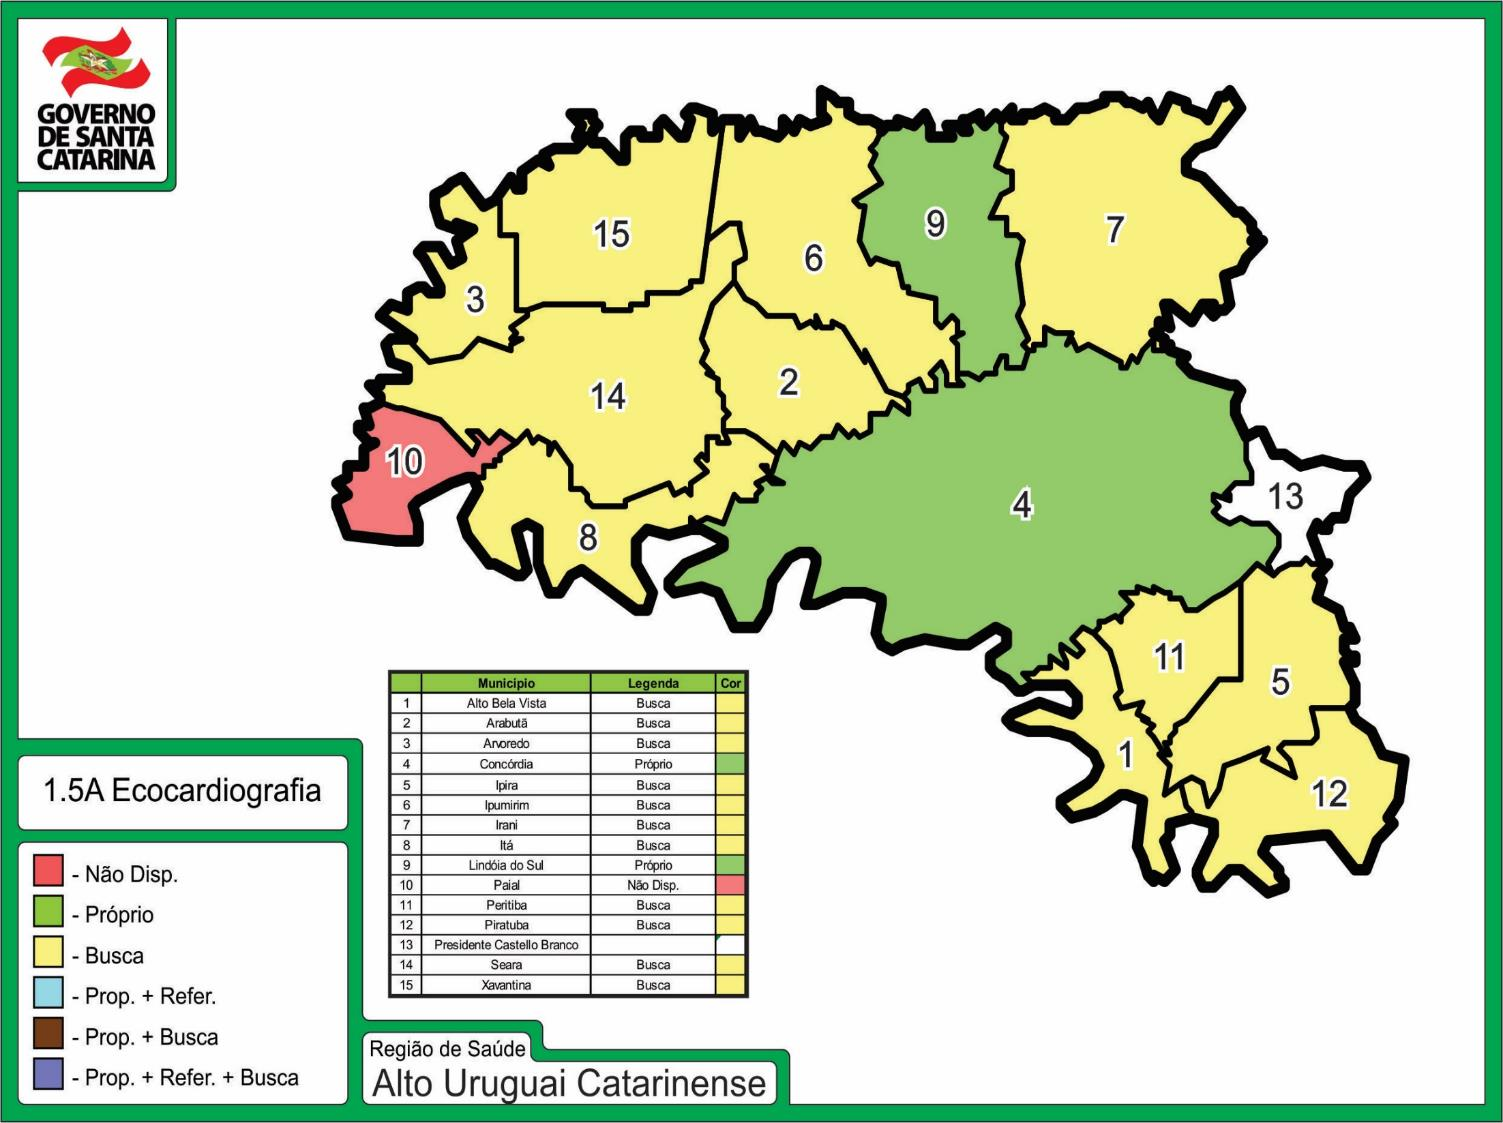 GOVERNO
DE SANTA
CATARINA
15
6
9
7
3
14
2
10
8
4
13
11
5
1
12
Município Legenda Cor
1 Alto Bela Vista Busca
2 Arabutã Busca
3 Arvoredo Busca
4 Concórdia Próprio
5 Ipira Busca
6 Ipumirim Busca
7 Irani Busca
8 Itá Busca
9 Lindóia do Sul Próprio
10 Paial Não Disp.
11 Peritiba Busca
12 Piratuba Busca
13 Presidente Castello Branco
14 Seara Busca
15 Xavantina Busca
1.5A Ecocardiografia
- Não Disp.
- Próprio
- Busca
- Prop. + Refer.
- Prop. + Busca
- Prop. + Refer. + Busca
Região de Saúde
Alto Uruguai Catarinense